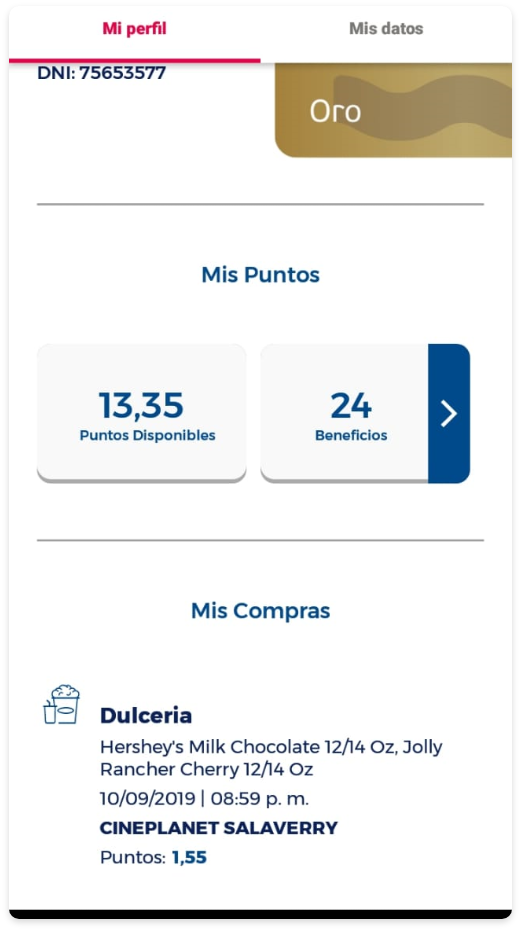 Mi perfil
Mis datos
DNI: 75653577
Oro
Mis Puntos
13,35
Puntos Disponibles
24
Beneficios
Mis Compras
Dulceria
Hershey's Milk Chocolate 12/14 Oz, Jolly
Rancher Cherry 12/14 Oz
10/09/2019 | 08:59 p. m.
CINEPLANET SALAVERRY
Puntos: 1,55